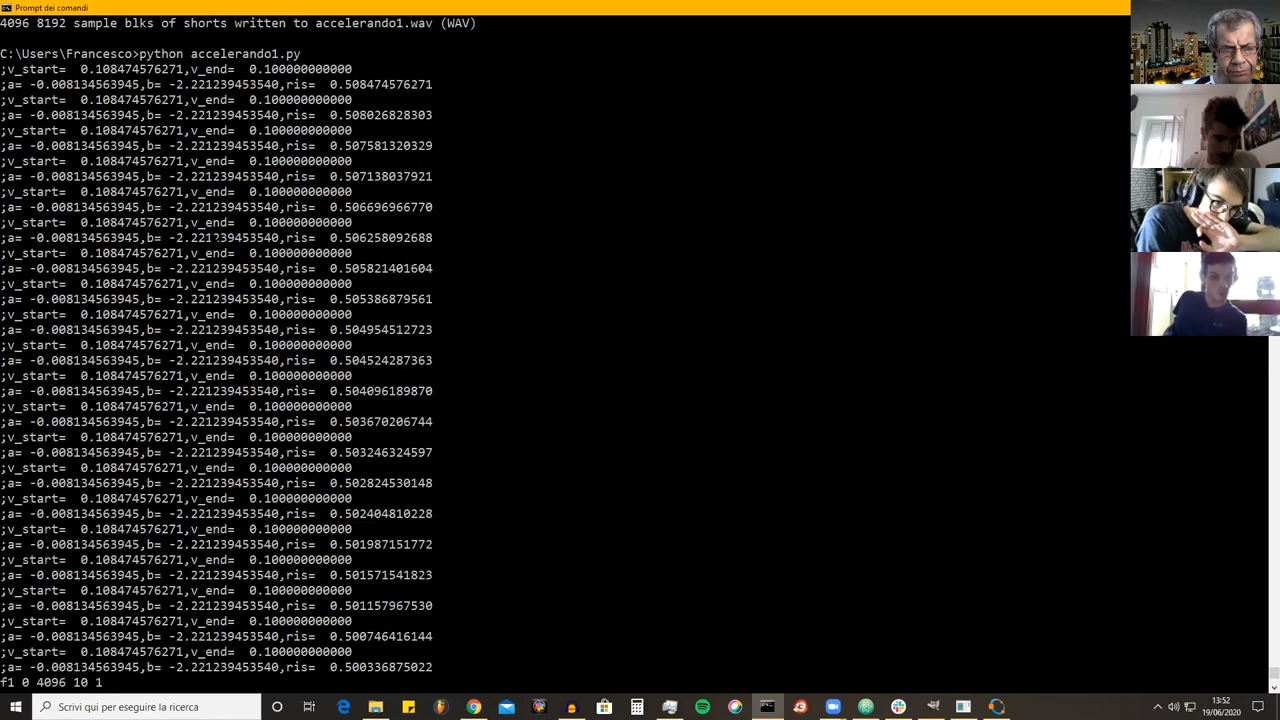 Prompt dei comandi
4096 8192 sample blks of shorts written to accelerando1.wav (WAV)
C:\Users\Francesco>python accelerando1.py
;v_start=  0.108474576271,v_end=  0.100000000000
;a= -0.008134563945,b= -2.221239453540,ris=  0.508474576271
;v_start=  0.108474576271,v_end=  0.100000000000
;a= -0.008134563945,b= -2.221239453540,ris=  0.508026828303
;v_start=  0.108474576271,v_end=  0.100000000000
;a= -0.008134563945,b= -2.221239453540,ris=  0.507581320329
;v_start=  0.108474576271,v_end=  0.100000000000
;a= -0.008134563945,b= -2.221239453540,ris=  0.507138037921
;v_start=  0.108474576271,v_end=  0.100000000000
;a= -0.008134563945,b= -2.221239453540,ris=  0.506696966770
;v_start=  0.108474576271,v_end=  0.100000000000
;a= -0.008134563945,b= -2.221239453540,ris=  0.506258092688
;v_start=  0.108474576271,v_end=  0.100000000000
;a= -0.008134563945,b= -2.221239453540,ris=  0.505821401604
;v_start=  0.108474576271,v_end=  0.100000000000
;a= -0.008134563945,b= -2.221239453540,ris=  0.505386879561
;v_start=  0.108474576271,v_end=  0.100000000000
;a= -0.008134563945,b= -2.221239453540,ris=  0.504954512723
;v_start=  0.108474576271,v_end=  0.100000000000
;a= -0.008134563945,b= -2.221239453540,ris=  0.504524287363
;v_start=  0.108474576271,v_end=  0.100000000000
;a= -0.008134563945,b= -2.221239453540,ris=  0.504096189870
;v_start=  0.108474576271,v_end=  0.100000000000
;a= -0.008134563945,b= -2.221239453540,ris=  0.503670206744
;v_start=  0.108474576271,v_end=  0.100000000000
;a= -0.008134563945,b= -2.221239453540,ris=  0.503246324597
;v_start=  0.108474576271,v_end=  0.100000000000
;a= -0.008134563945,b= -2.221239453540,ris=  0.502824530148
;v_start=  0.108474576271,v_end=  0.100000000000
;a= -0.008134563945,b= -2.221239453540,ris=  0.502404810228
;v_start=  0.108474576271,v_end=  0.100000000000
;a= -0.008134563945,b= -2.221239453540,ris=  0.501987151772
;v_start=  0.108474576271,v_end=  0.100000000000
;a= -0.008134563945,b= -2.221239453540,ris=  0.501571541823
;v_start=  0.108474576271,v_end=  0.100000000000
;a= -0.008134563945,b= -2.221239453540,ris=  0.501157967530
;v_start=  0.108474576271,v_end=  0.100000000000
;a= -0.008134563945,b= -2.221239453540,ris=  0.500746416144
;v_start=  0.108474576271,v_end=  0.100000000000
;a= -0.008134563945,b= -2.221239453540,ris=  0.500336875022
f1 0 4096 10 1
Scrivi qui per eseguire la ricerca
13:52
19/06/2020